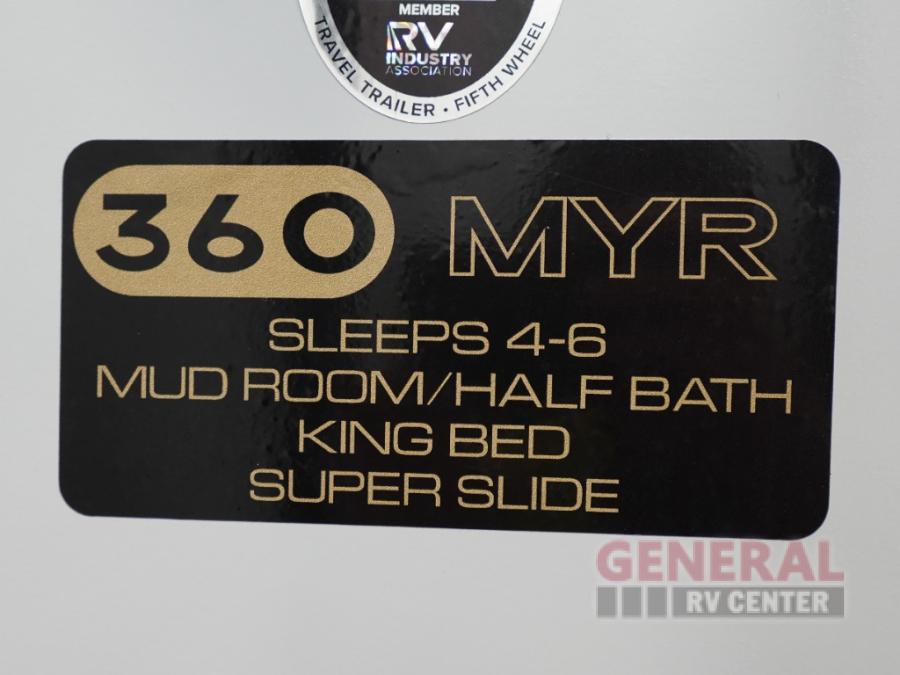 MEMBER
RV
INDUSTRY
ASSOCIATION
TRAVEL TRAILER • FIFTH WHEEL
360 MYR
SLEEPS 4-6
MUD ROOM/HALF BATH
KING BED
SUPER SLIDE
GENERAL
RV CENTER